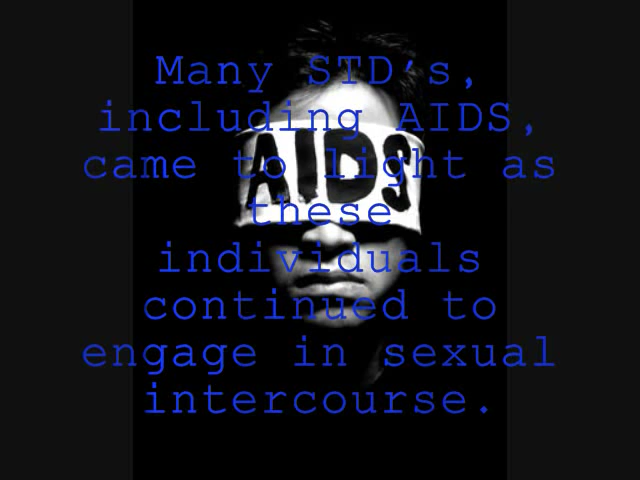 Many STD's,
including AIDS,
came to light as
these
individuals
continued to
engage in sexual
intercourse.
AIDS